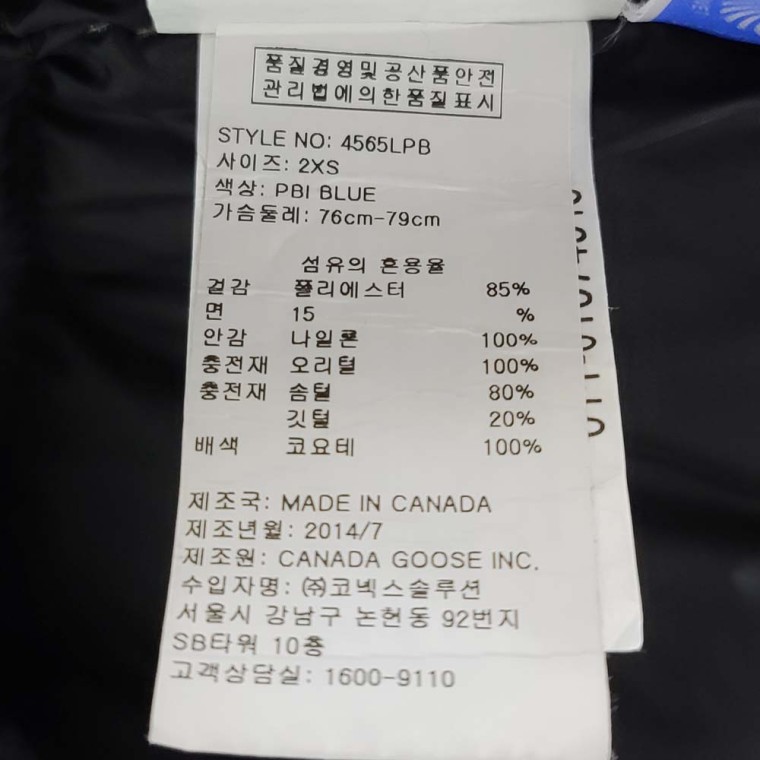 품질경영및공산품안전
관리법에의한품질표시
STYLE NO: 4565LPB
사이즈: 2XS
색상: PBI BLUE
가슴둘레: 76cm-79cm
섬유의 혼용율
겉감 폴리에스터 85%
면 15 %
안감 나일론 100%
충전재 오리털 100%
충전재 솜털 80%
깃털 20%
배색 코요테 100%
제조국: MADE IN CANADA
제조년월: 2014/7
제조원: CANADA GOOSE INC.
수입자명: ㈜코넥스솔루션
서울시 강남구 논현동 92번지
SB타워 10층
고객상담실: 1600-9110